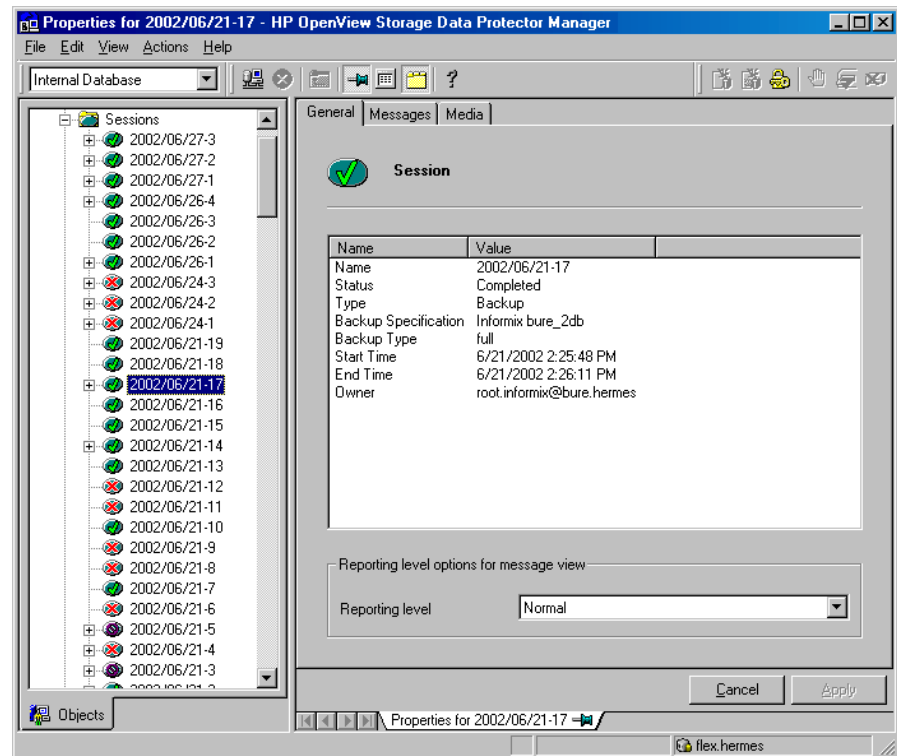 Properties for 2002/06/21-17 - HP OpenView Storage Data Protector Manager
File Edit View Actions Help
Internal Database
Sessions
2002/06/27-3
2002/06/27-2
2002/06/27-1
2002/06/26-4
2002/06/26-3
2002/06/26-2
2002/06/26-1
2002/06/24-3
2002/06/24-2
2002/06/24-1
2002/06/21-19
2002/06/21-18
2002/06/21-17
2002/06/21-16
2002/06/21-15
2002/06/21-14
2002/06/21-13
2002/06/21-12
2002/06/21-11
2002/06/21-10
2002/06/21-9
2002/06/21-8
2002/06/21-7
2002/06/21-6
2002/06/21-5
2002/06/21-4
2002/06/21-3
Objects
General Messages Media
Session
Name Value
Name 2002/06/21-17
Status Completed
Type Backup
Backup Specification Informix bure_2db
Backup Type full
Start Time 6/21/2002 2:25:48 PM
End Time 6/21/2002 2:26:11 PM
Owner root.informix@bure.hermes
Reporting level options for message view
Reporting level Normal
Cancel Apply
Properties for 2002/06/21-17
flex.hermes